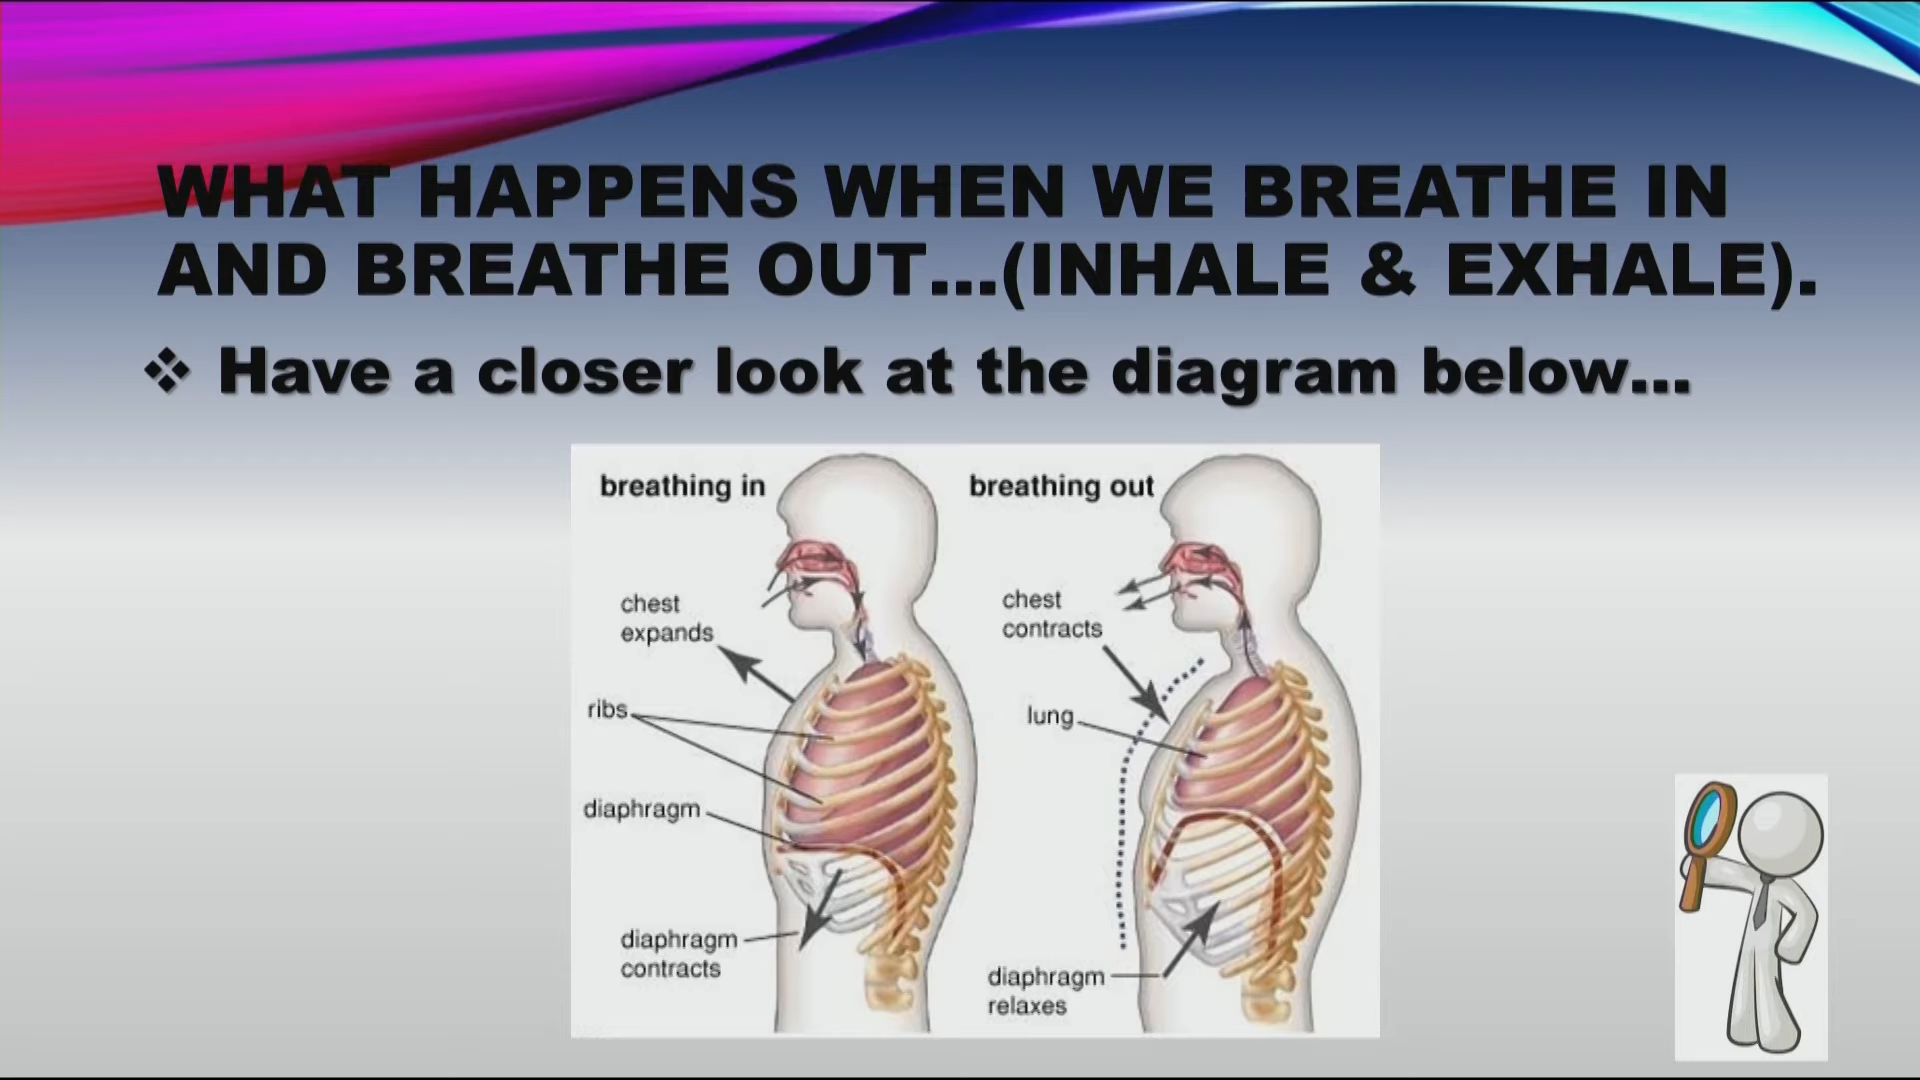 WHAT HAPPENS WHEN WE BREATHE IN
AND BREATHE OUT...(INHALE & EXHALE).
❖ Have a closer look at the diagram below...
breathing in
chest
expands
ribs
diaphragm
diaphragm
contracts
breathing out
chest
contracts
lung
diaphragm
relaxes